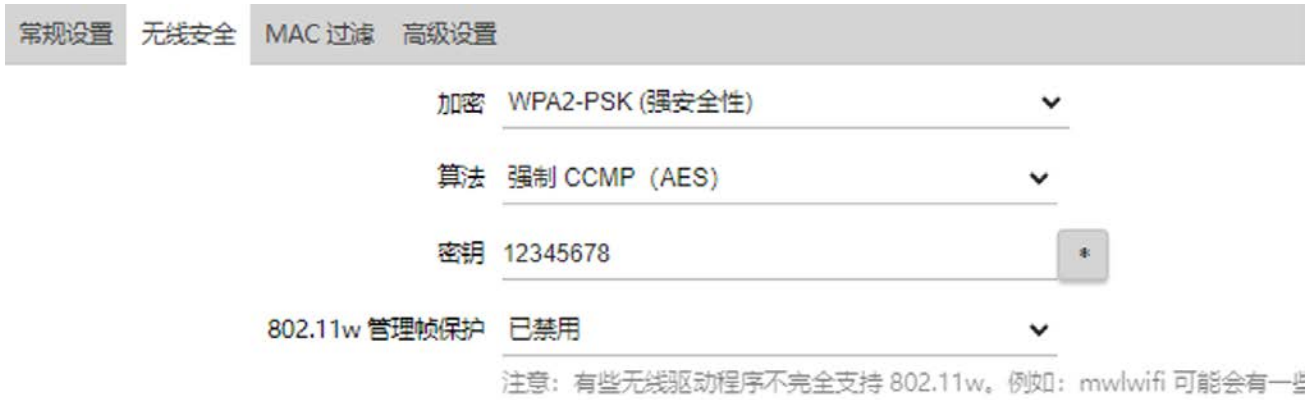 常规设置 无线安全 MAC 过滤 高级设置
加密 WPA2-PSK (强安全性)
算法 强制 CCMP（AES）
密钥 12345678 *
802.11w 管理帧保护 已禁用
注意：有些无线驱动程序不完全支持 802.11w。例如：mwlwifi 可能会有一些